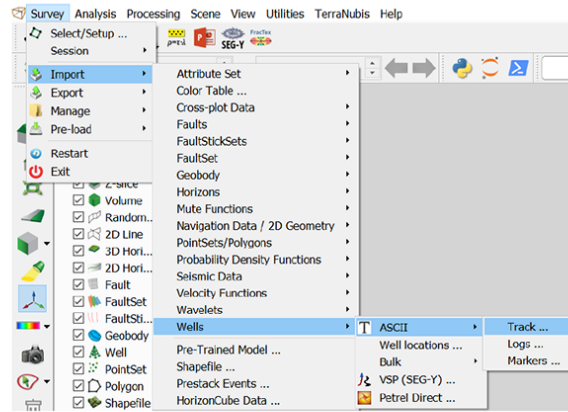 Survey Analysis Processing Scene View Utilities TerraNubis Help
Select/Setup ...
Session
SEG-Y
FracTex
Import
Export
Manage
Pre-load
Restart
Exit
Attribute Set
Color Table ...
Cross-plot Data
Faults
FaultStickSets
FaultSet
Geobody
Horizons
Mute Functions
Navigation Data / 2D Geometry
PointSets/Polygons
Probability Density Functions
Seismic Data
Velocity Functions
Wavelets
Wells
Pre-Trained Model ...
Shapefile ...
Prestack Events ...
HorizonCube Data ...
ASCII
Well locations ...
Bulk
VSP (SEG-Y) ...
Petrel Direct ...
Track ...
Logs ...
Markers ...
Z-slice
Volume
Random...
2D Line
3D Hori...
2D Hori...
Fault
FaultSet
FaultSti...
Geobody
Well
PointSet
Polygon
Shapefile